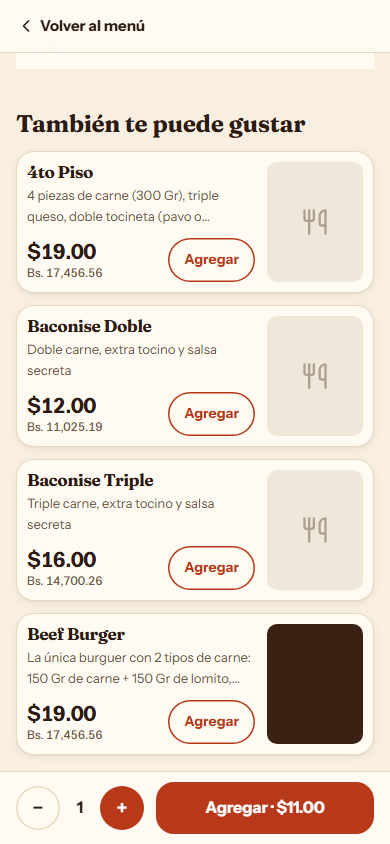 Volver al menú
También te puede gustar
4to Piso
4 piezas de carne (300 Gr), triple
queso, doble tocineta (pavo o...
$19.00
Bs. 17,456.56
Agregar
Baconise Doble
Doble carne, extra tocino y salsa
secreta
$12.00
Bs. 11,025.19
Agregar
Baconise Triple
Triple carne, extra tocino y salsa
secreta
$16.00
Bs. 14,700.26
Agregar
Beef Burger
La única burguer con 2 tipos de carne:
150 Gr de carne + 150 Gr de lomito,...
$19.00
Bs. 17,456.56
Agregar
− 1 +
Agregar · $11.00